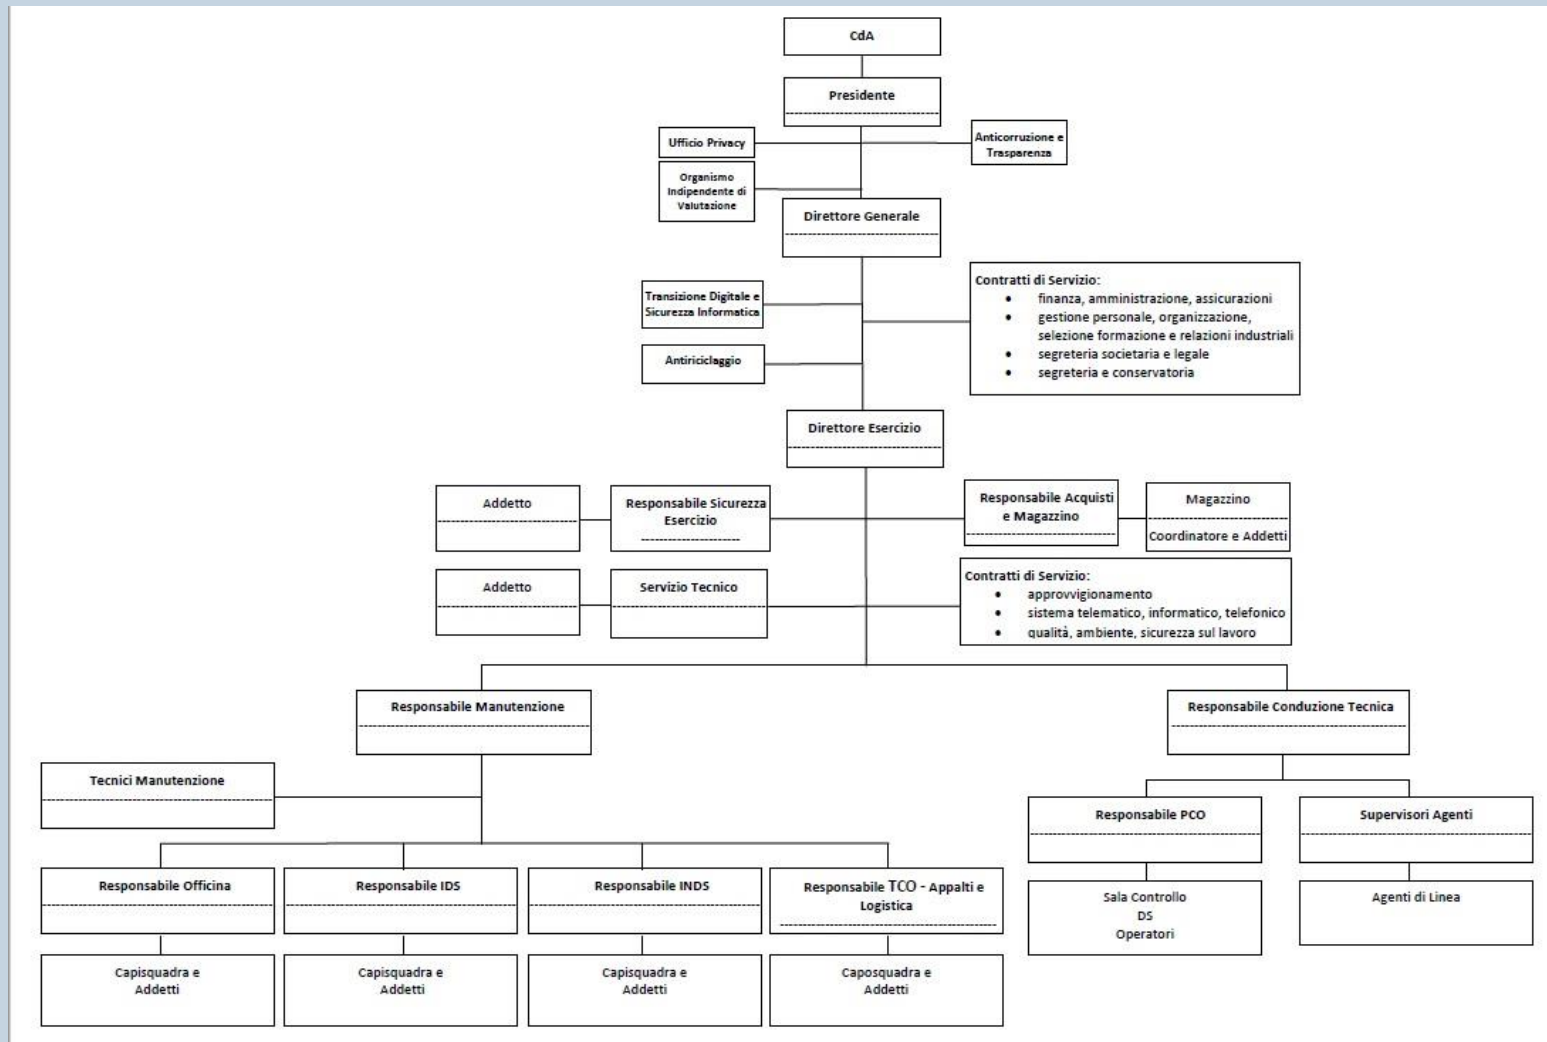 CdA
Presidente
Ufficio Privacy
Anticorruzione e
Trasparenza
Organismo
Indipendente di
Valutazione
Direttore Generale
Transizione Digitale e
Sicurezza Informatica
Contratti di Servizio:
• finanza, amministrazione, assicurazioni
• gestione personale, organizzazione,
selezione formazione e relazioni industriali
• segreteria societaria e legale
• segreteria e conservatoria
Antiriciclaggio
Direttore Esercizio
Addetto
Responsabile Sicurezza
Esercizio
Responsabile Acquisti
e Magazzino
Magazzino
Coordinatore e Addetti
Addetto
Servizio Tecnico
Contratti di Servizio:
• approvvigionamento
• sistema telematico, informatico, telefonico
• qualità, ambiente, sicurezza sul lavoro
Responsabile Manutenzione
Responsabile Conduzione Tecnica
Tecnici Manutenzione
Responsabile PCO
Supervisori Agenti
Responsabile Officina
Responsabile IDS
Responsabile INDS
Responsabile TCO - Appalti e
Logistica
Sala Controllo
DS
Operatori
Agenti di Linea
Capisquadra e
Addetti
Capisquadra e
Addetti
Capisquadra e
Addetti
Caposquadra e
Addetti